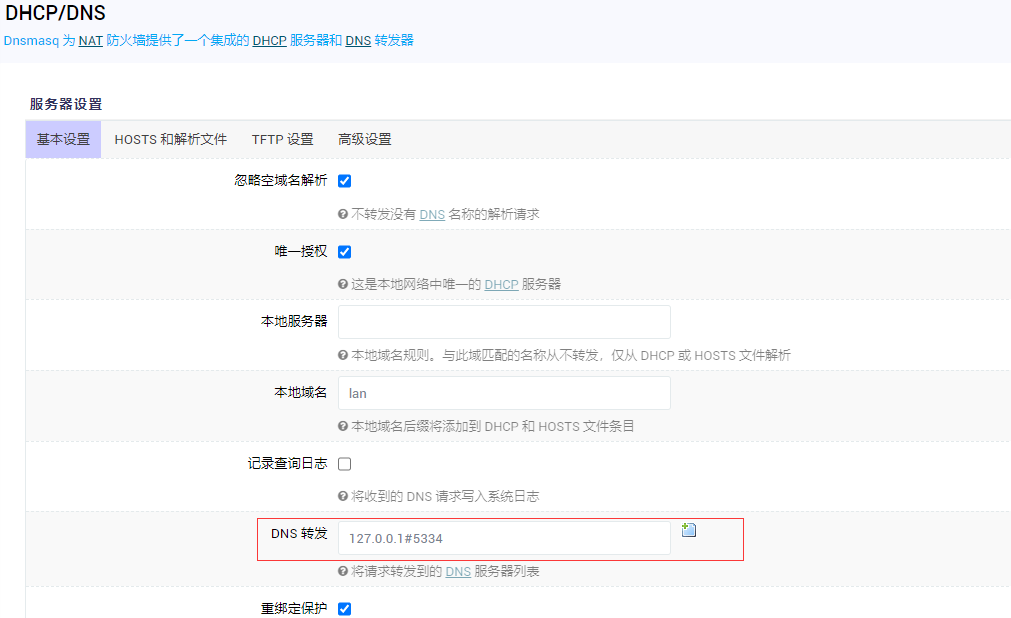 DHCP/DNS
Dnsmasq 为 NAT 防火墙提供了一个集成的 DHCP 服务器和 DNS 转发器
服务器设置
基本设置 HOSTS 和解析文件 TFTP 设置 高级设置
忽略空域名解析
不转发没有 DNS 名称的解析请求
唯一授权
这是本地网络中唯一的 DHCP 服务器
本地服务器
本地域名规则。与此域匹配的名称从不转发，仅从 DHCP 或 HOSTS 文件解析
本地域名 lan
本地域名后缀将添加到 DHCP 和 HOSTS 文件条目
记录查询日志
将收到的 DNS 请求写入系统日志
DNS 转发 127.0.0.1#5334
将请求转发到的 DNS 服务器列表
重绑定保护